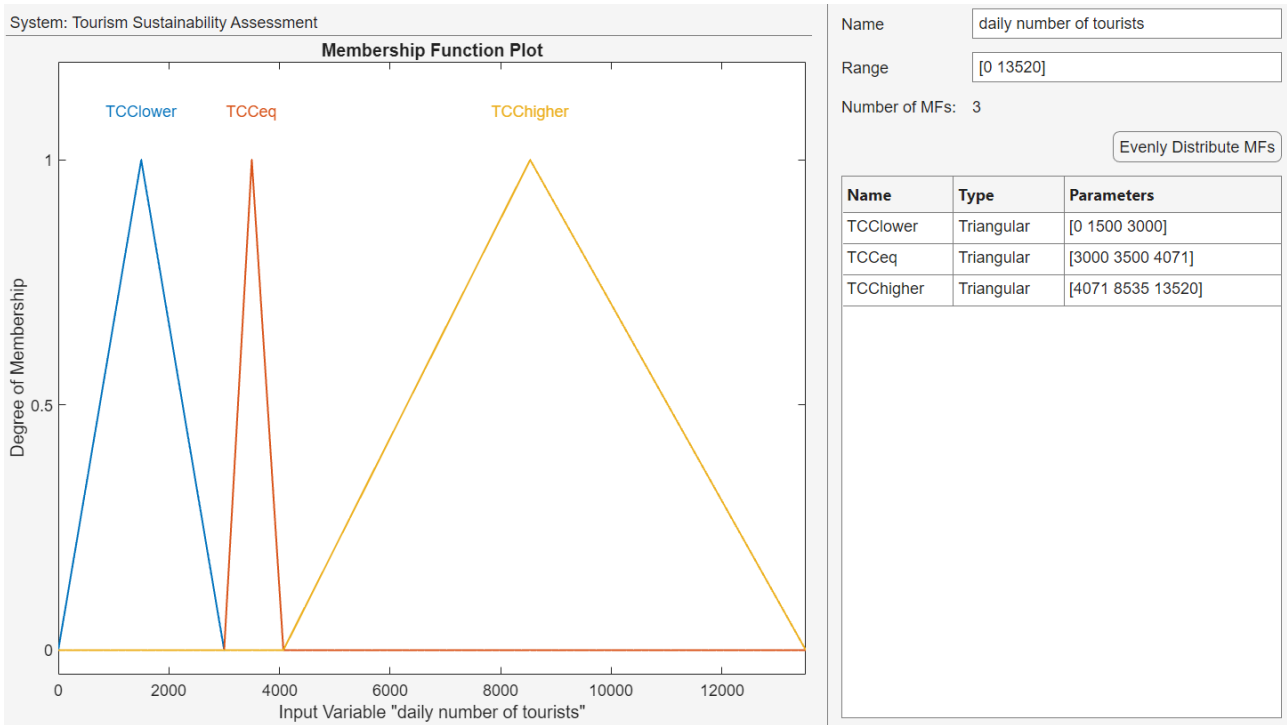 System: Tourism Sustainability Assessment
Membership Function Plot
TCClower TCCeq TCChigher
1
0.5
0
Degree of Membership
0 2000 4000 6000 8000 10000 12000
Input Variable "daily number of tourists"
Name daily number of tourists
Range [0 13520]
Number of MFs: 3
Evenly Distribute MFs
Name Type Parameters
TCClower Triangular [0 1500 3000]
TCCeq Triangular [3000 3500 4071]
TCChigher Triangular [4071 8535 13520]